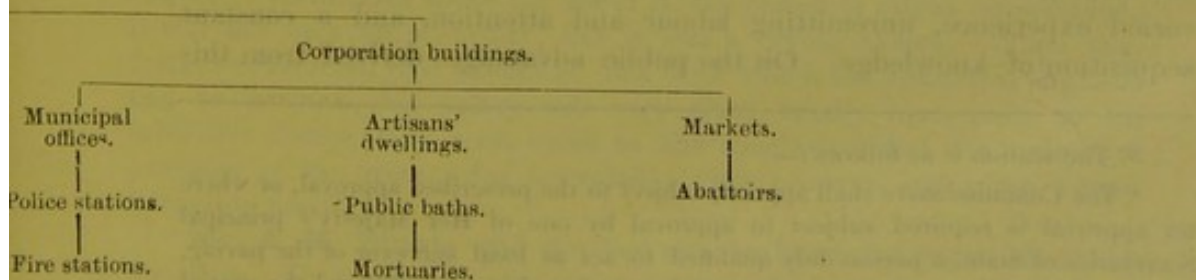 Corporation buildings.
Municipal
offices.
Artisans'
dwellings.
Markets.
Police stations.
Public baths.
Abattoirs.
Fire stations.
Mortuaries.